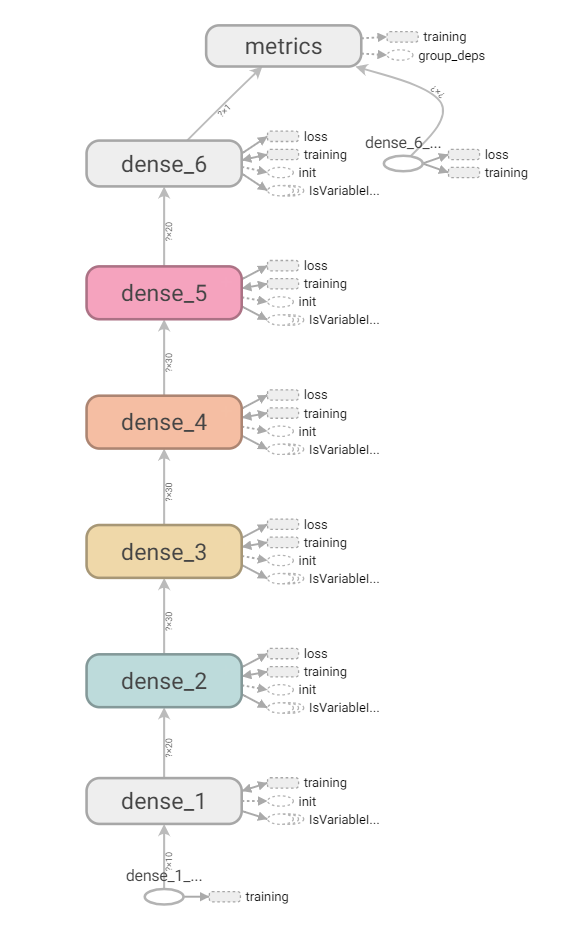 metrics
training
group_deps
?×1
?×?
dense_6
loss
training
init
IsVariableI...
dense_6_...
loss
training
?×20
dense_5
loss
training
init
IsVariableI...
?×30
dense_4
loss
training
init
IsVariableI...
?×30
dense_3
loss
training
init
IsVariableI...
?×30
dense_2
loss
training
init
IsVariableI...
?×20
dense_1
training
init
IsVariableI...
?×10
dense_1_...
training